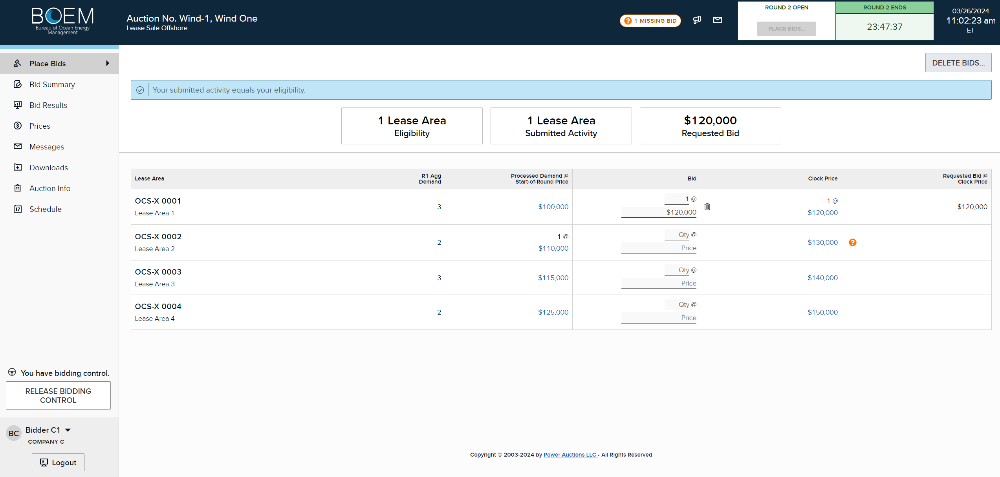 BOEM
Bureau of Ocean Energy
Management
Auction No. Wind-1, Wind One
Lease Sale Offshore
? 1 MISSING BID
ROUND 2 OPEN
PLACE BIDS...
ROUND 2 ENDS
23:47:37
03/26/2024
11:02:23 am
ET
Place Bids
Bid Summary
Bid Results
Prices
Messages
Downloads
Auction Info
17 Schedule
You have bidding control.
RELEASE BIDDING
CONTROL
BC
Bidder C1
COMPANY C
Logout
DELETE BIDS...
Your submitted activity equals your eligibility.
1 Lease Area
Eligibility
1 Lease Area
Submitted Activity
$120,000
Requested Bid
Lease Area
R1 Agg
Demand
Processed Demand @
Start-of-Round Price
Bid
Clock Price
Requested Bid @
Clock Price
OCS-X 0001
Lease Area 1
3
$100,000
1 @
$120,000
1 @
$120,000
$120,000
OCS-X 0002
Lease Area 2
2
1 @
$110,000
Qty @
Price
$130,000 ?
OCS-X 0003
Lease Area 3
3
$115,000
Qty @
Price
$140,000
OCS-X 0004
Lease Area 4
2
$125,000
Qty @
Price
$150,000
Copyright © 2003-2024 by Power Auctions LLC • All Rights Reserved